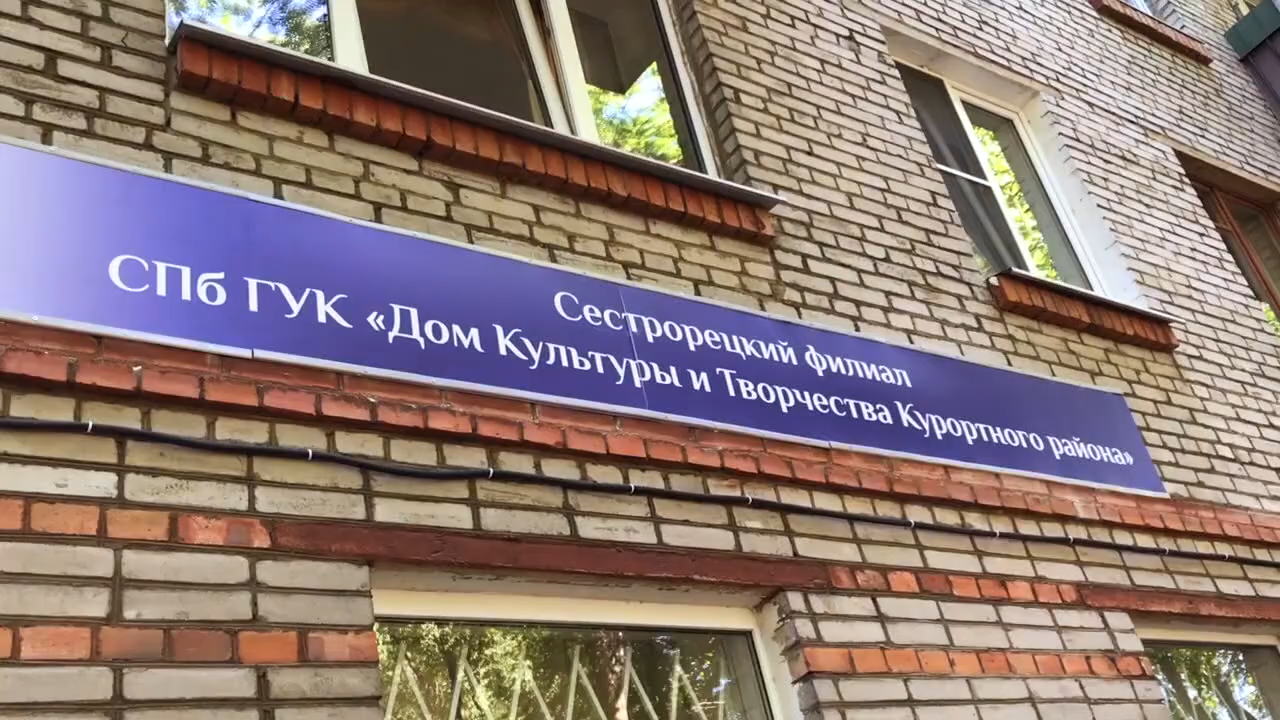 Сестрорецкий филиал
СПб ГУК «Дом Культуры и Творчества Курортного района»